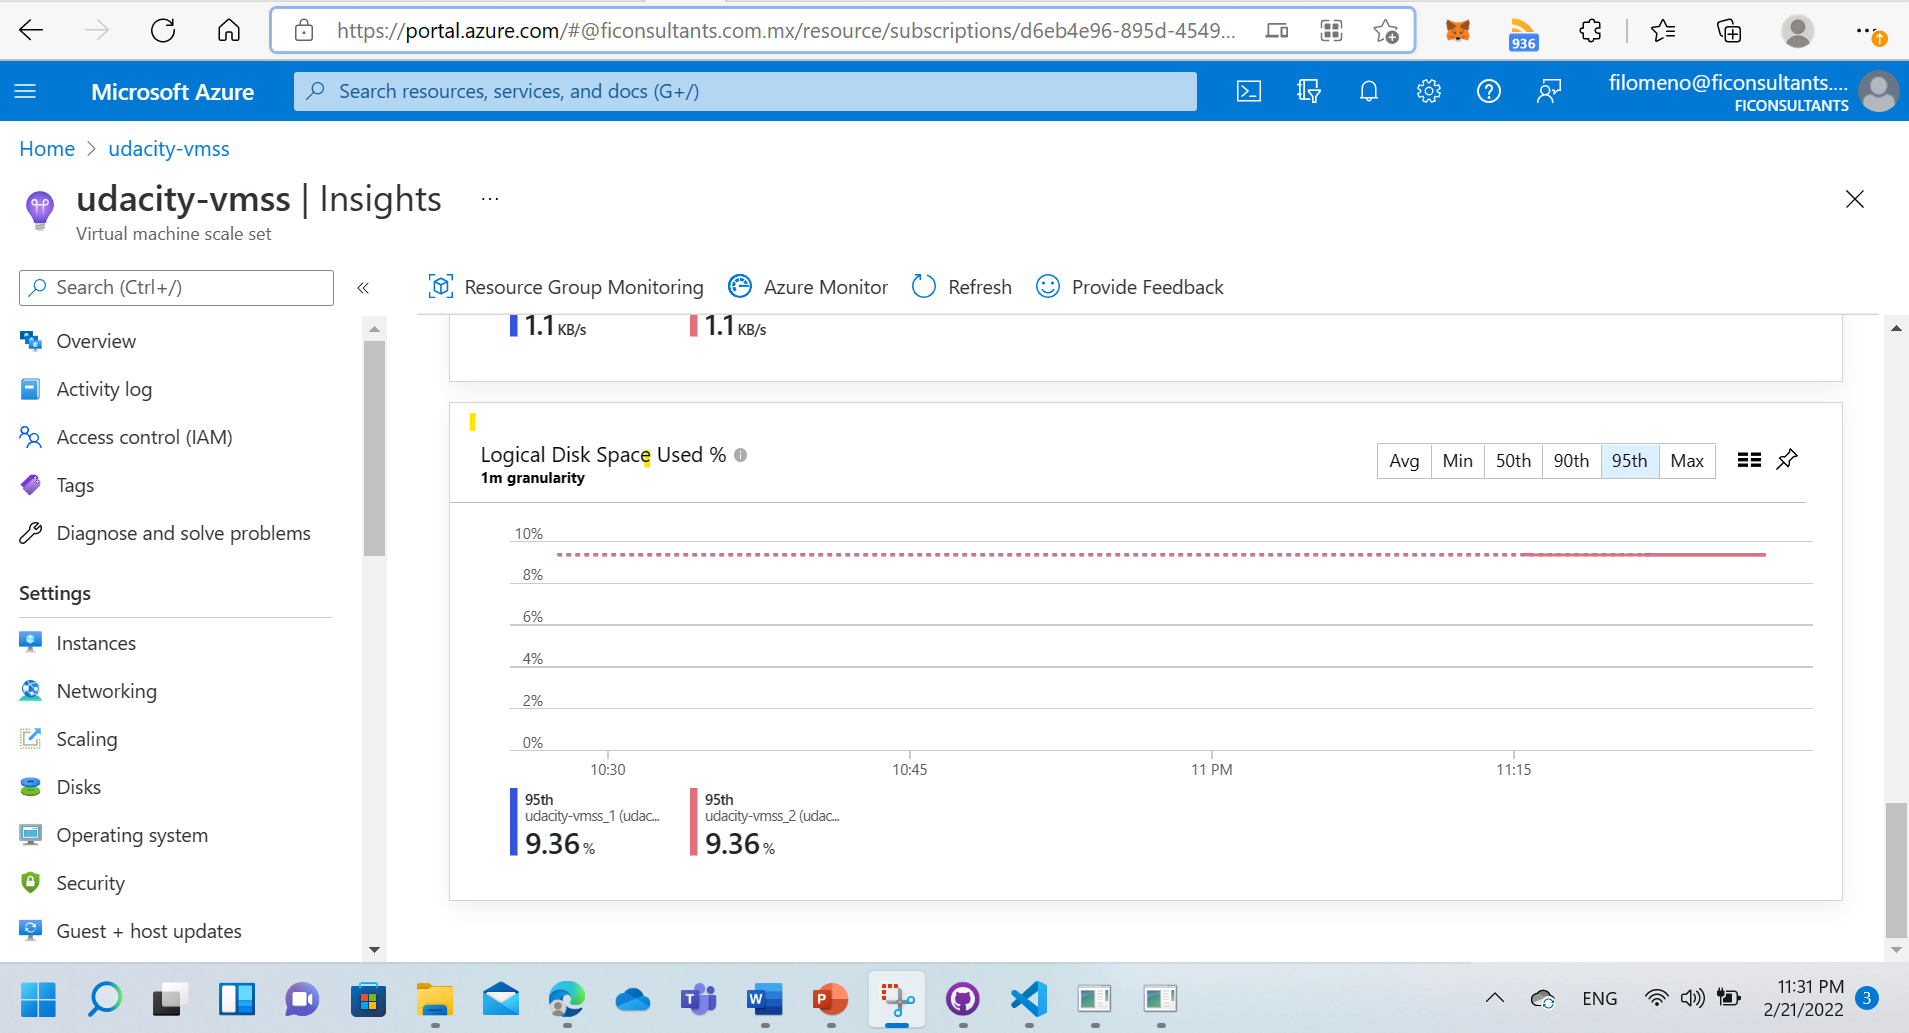 https://portal.azure.com/#@ficonsultants.com.mx/resource/subscriptions/d6eb4e96-895d-4549...
936
Microsoft Azure
Search resources, services, and docs (G+/)
filomeno@ficonsultants....
FICONSULTANTS
Home > udacity-vmss
udacity-vmss | Insights ...
Virtual machine scale set
Search (Ctrl+/)
«
Resource Group Monitoring
Azure Monitor
Refresh
Provide Feedback
Overview
Activity log
Access control (IAM)
Tags
Diagnose and solve problems
Settings
Instances
Networking
Scaling
Disks
Operating system
Security
Guest + host updates
1.1 KB/s
1.1 KB/s
Logical Disk Space Used %
1m granularity
Avg Min 50th 90th 95th Max
10%
8%
6%
4%
2%
0%
10:30 10:45 11 PM 11:15
95th
udacity-vmss_1 (udac...
9.36 %
95th
udacity-vmss_2 (udac...
9.36 %
ENG
11:31 PM
2/21/2022
3